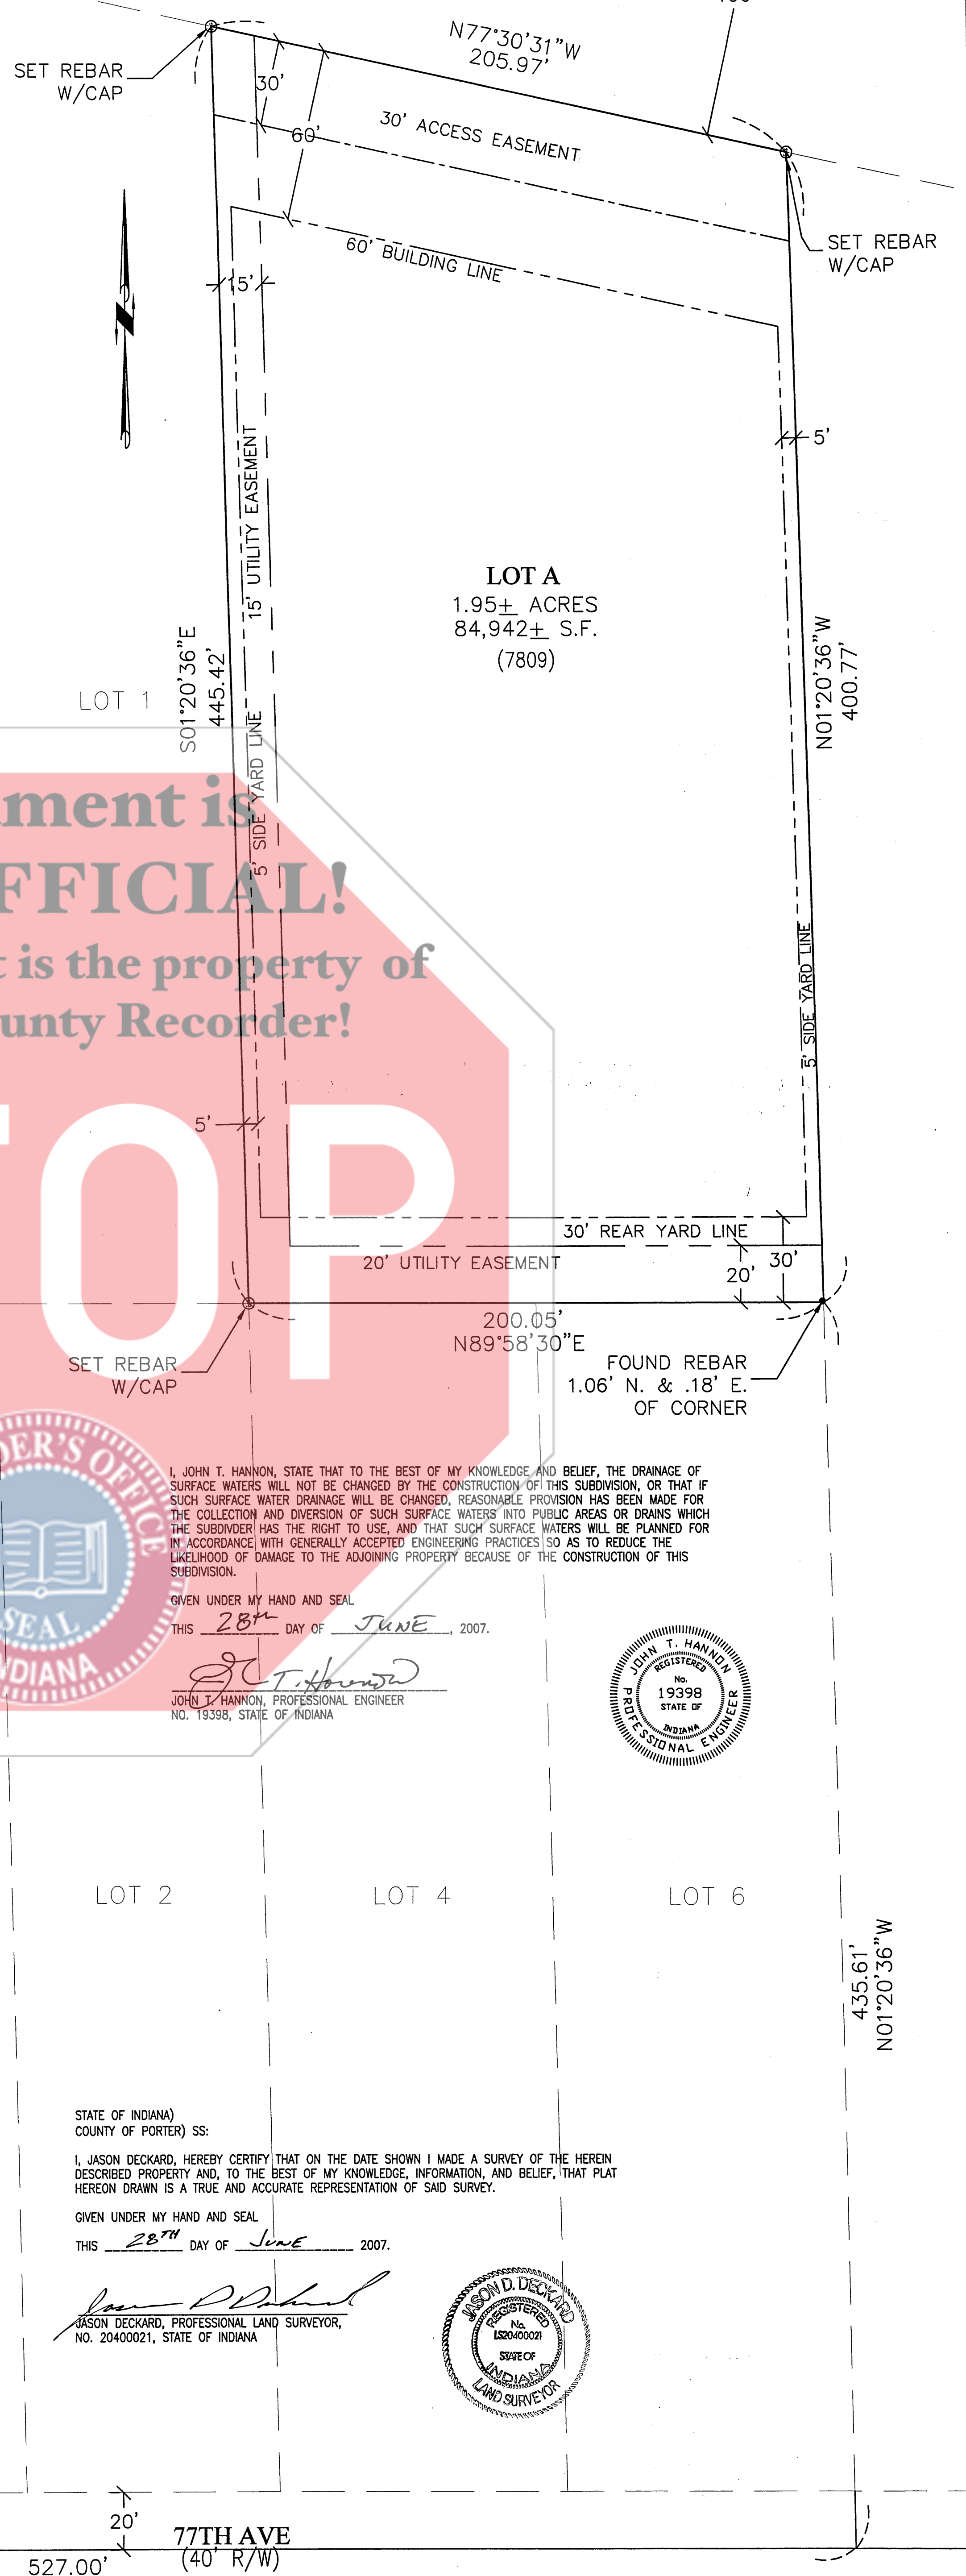 N77°30'31"W
205.97'
SET REBAR
W/CAP
30'
60'
30' ACCESS EASEMENT
60' BUILDING LINE
SET REBAR
W/CAP
15'
5'
15' UTILITY EASEMENT
LOT A
1.95± ACRES
84,942± S.F.
(7809)
S01°20'36"E
445.42'
N01°20'36"W
400.77'
LOT 1
5' SIDE YARD LINE
ment is
FFICIAL!
is the property of
unty Recorder!
5' SIDE YARD LINE
5'
TOP
30' REAR YARD LINE
20' UTILITY EASEMENT
20'
30'
200.05'
N89°58'30"E
SET REBAR
W/CAP
FOUND REBAR
1.06' N. & .18' E.
OF CORNER
DER'S OFFICE
SEAL
NDIANA
I, JOHN T. HANNON, STATE THAT TO THE BEST OF MY KNOWLEDGE AND BELIEF, THE DRAINAGE OF
SURFACE WATERS WILL NOT BE CHANGED BY THE CONSTRUCTION OF THIS SUBDIVISION, OR THAT IF
SUCH SURFACE WATER DRAINAGE WILL BE CHANGED, REASONABLE PROVISION HAS BEEN MADE FOR
THE COLLECTION AND DIVERSION OF SUCH SURFACE WATERS INTO PUBLIC AREAS OR DRAINS WHICH
THE SUBDIVDER HAS THE RIGHT TO USE, AND THAT SUCH SURFACE WATERS WILL BE PLANNED FOR
IN ACCORDANCE WITH GENERALLY ACCEPTED ENGINEERING PRACTICES SO AS TO REDUCE THE
LIKELIHOOD OF DAMAGE TO THE ADJOINING PROPERTY BECAUSE OF THE CONSTRUCTION OF THIS
SUBDIVISION.
GIVEN UNDER MY HAND AND SEAL
THIS 28th DAY OF JUNE, 2007.
JOHN T. HANNON, PROFESSIONAL ENGINEER
NO. 19398, STATE OF INDIANA
JOHN T. HANNON
REGISTERED
No.
19398
STATE OF
INDIANA
PROFESSIONAL ENGINEER
LOT 2
LOT 4
LOT 6
435.61'
N01°20'36"W
STATE OF INDIANA)
COUNTY OF PORTER) SS:
I, JASON DECKARD, HEREBY CERTIFY THAT ON THE DATE SHOWN I MADE A SURVEY OF THE HEREIN
DESCRIBED PROPERTY AND, TO THE BEST OF MY KNOWLEDGE, INFORMATION, AND BELIEF, THAT PLAT
HEREON DRAWN IS A TRUE AND ACCURATE REPRESENTATION OF SAID SURVEY.
GIVEN UNDER MY HAND AND SEAL
THIS 28TH DAY OF JUNE 2007.
JASON DECKARD, PROFESSIONAL LAND SURVEYOR,
NO. 20400021, STATE OF INDIANA
JASON D. DECKARD
REGISTERED
No.
LS20400021
STATE OF
INDIANA
LAND SURVEYOR
20'
77TH AVE
(40' R/W)
527.00'